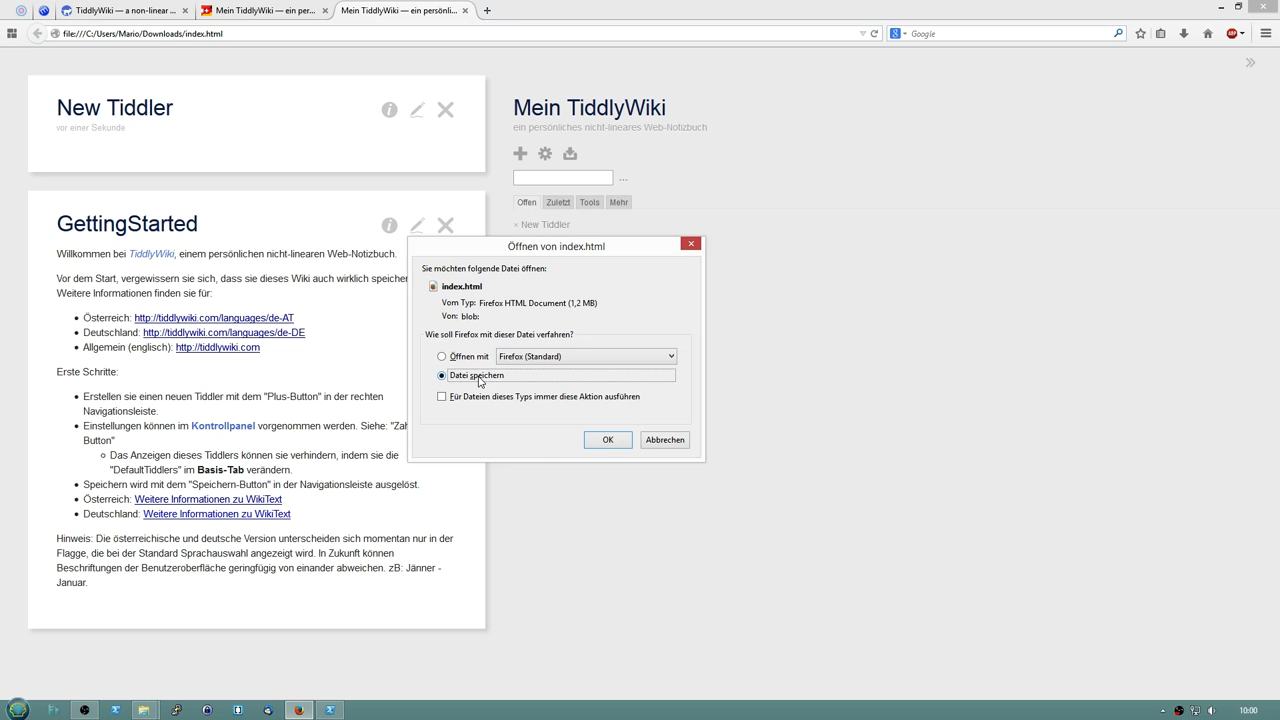 TiddlyWiki — a non-linear ...
Mein TiddlyWiki — ein per...
Mein TiddlyWiki — ein persönli...
file:///C:/Users/Mario/Downloads/index.html
Google
New Tiddler
vor einer Sekunde
Mein TiddlyWiki
ein persönliches nicht-lineares Web-Notizbuch
...
Offen Zuletzt Tools Mehr
× New Tiddler
GettingStarted
Willkommen bei TiddlyWiki, einem persönlichen nicht-linearen Web-Notizbuch.
Vor dem Start, vergewissern sie sich, dass sie dieses Wiki auch wirklich speicher
Weitere Informationen finden sie für:
Österreich: http://tiddlywiki.com/languages/de-AT
Deutschland: http://tiddlywiki.com/languages/de-DE
Allgemein (englisch): http://tiddlywiki.com
Erste Schritte:
Erstellen sie einen neuen Tiddler mit dem "Plus-Button" in der rechten
Navigationsleiste.
Einstellungen können im Kontrollpanel vorgenommen werden. Siehe: "Zah
Button"
Das Anzeigen dieses Tiddlers können sie verhindern, indem sie die
"DefaultTiddlers" im Basis-Tab verändern.
Speichern wird mit dem "Speichern-Button" in der Navigationsleiste ausgelöst.
Österreich: Weitere Informationen zu WikiText
Deutschland: Weitere Informationen zu WikiText
Hinweis: Die österreichische und deutsche Version unterscheiden sich momentan nur in der
Flagge, die bei der Standard Sprachauswahl angezeigt wird. In Zukunft können
Beschriftungen der Benutzeroberfläche geringfügig von einander abweichen. zB: Jänner -
Januar.
Öffnen von index.html
Sie möchten folgende Datei öffnen:
index.html
Vom Typ: Firefox HTML Document (1,2 MB)
Von: blob:
Wie soll Firefox mit dieser Datei verfahren?
Öffnen mit Firefox (Standard)
Datei speichern
Für Dateien dieses Typs immer diese Aktion ausführen
OK Abbrechen
10:00